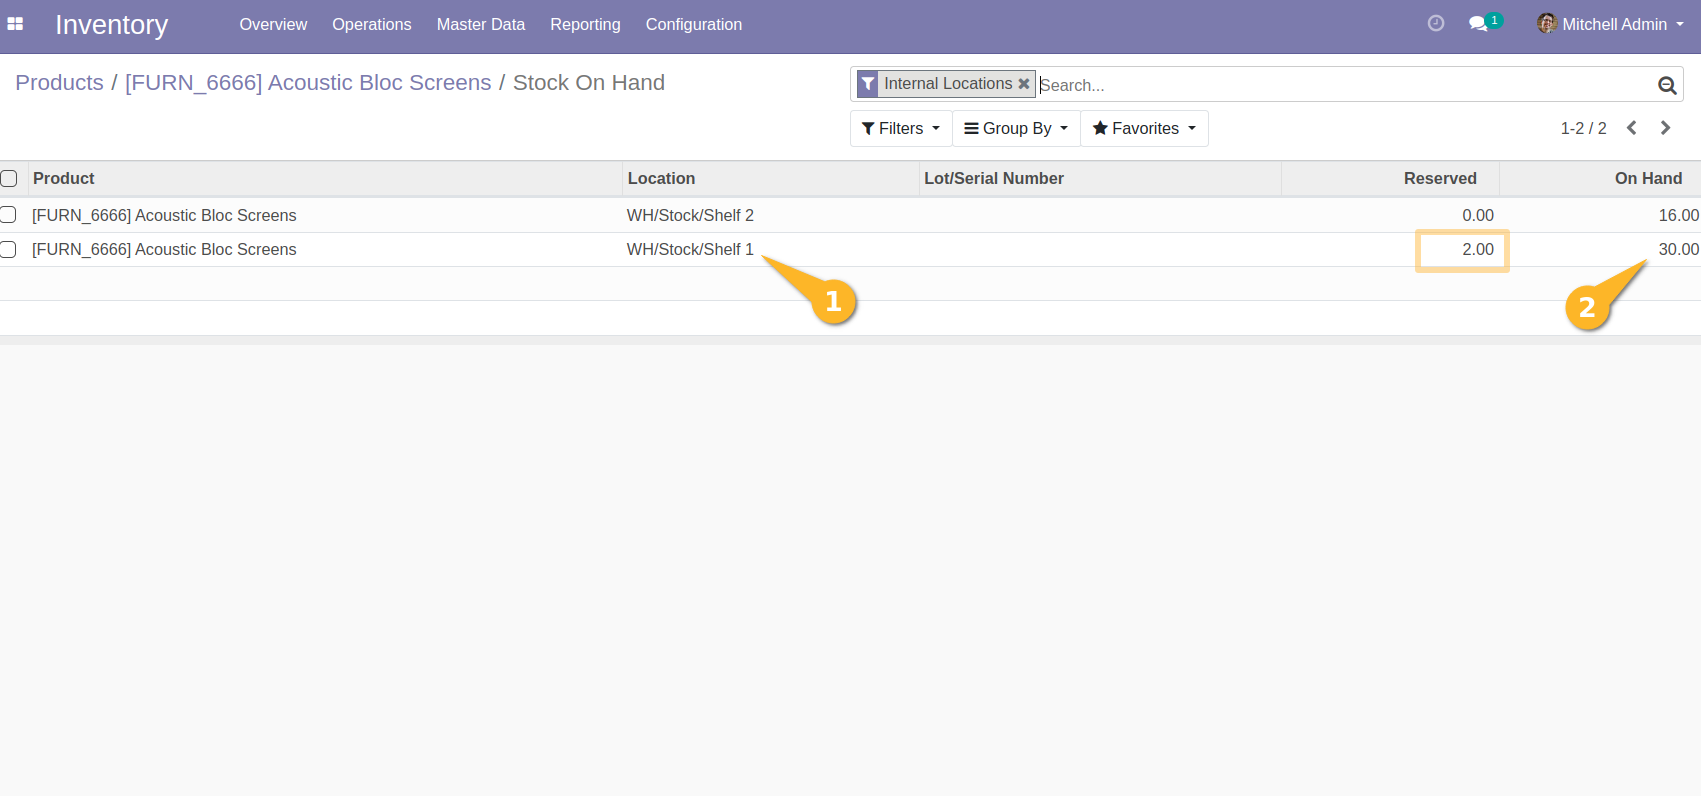 Inventory Overview Operations Master Data Reporting Configuration 1 Mitchell Admin
Products / [FURN_6666] Acoustic Bloc Screens / Stock On Hand
Internal Locations Search...
Filters Group By Favorites 1-2 / 2
Product Location Lot/Serial Number Reserved On Hand
[FURN_6666] Acoustic Bloc Screens WH/Stock/Shelf 2 0.00 16.00
[FURN_6666] Acoustic Bloc Screens WH/Stock/Shelf 1 2.00 30.00
1 2